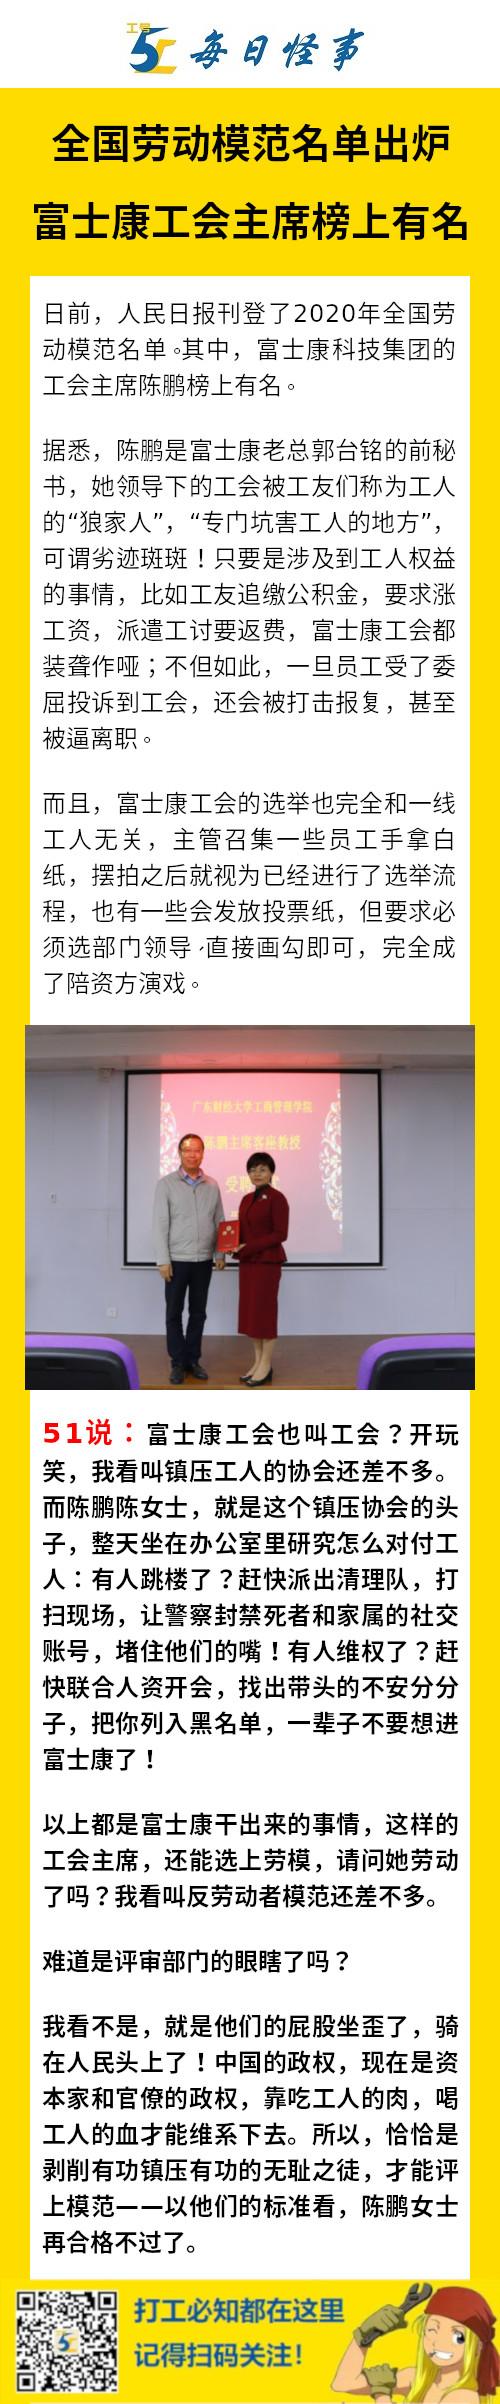 工号
51
每日怪事
全国劳动模范名单出炉
富士康工会主席榜上有名
日前，人民日报刊登了2020年全国劳
动模范名单。其中，富士康科技集团的
工会主席陈鹏榜上有名。
据悉，陈鹏是富士康老总郭台铭的前秘
书，她领导下的工会被工友们称为工人
的“狼家人”，“专门坑害工人的地方”，
可谓劣迹斑斑！只要是涉及到工人权益
的事情，比如工友追缴公积金，要求涨
工资，派遣工讨要返费，富士康工会都
装聋作哑；不但如此，一旦员工受了委
屈投诉到工会，还会被打击报复，甚至
被逼离职。
而且，富士康工会的选举也完全和一线
工人无关，主管召集一些员工手拿白
纸，摆拍之后就视为已经进行了选举流
程，也有一些会发放投票纸，但要求必
须选部门领导，直接画勾即可，完全成
了陪资方演戏。
广东财经大学工商管理学院
陈鹏主席客座教授
受聘
51说：富士康工会也叫工会？开玩
笑，我看叫镇压工人的协会还差不多。
而陈鹏陈女士，就是这个镇压协会的头
子，整天坐在办公室里研究怎么对付工
人：有人跳楼了？赶快派出清理队，打
扫现场，让警察封禁死者和家属的社交
账号，堵住他们的嘴！有人维权了？赶
快联合人资开会，找出带头的不安分分
子，把你列入黑名单，一辈子不要想进
富士康了！
以上都是富士康干出来的事情，这样的
工会主席，还能选上劳模，请问她劳动
了吗？我看叫反劳动者模范还差不多。
难道是评审部门的眼瞎了吗？
我看不是，就是他们的屁股坐歪了，骑
在人民头上了！中国的政权，现在是资
本家和官僚的政权，靠吃工人的肉，喝
工人的血才能维系下去。所以，恰恰是
剥削有功镇压有功的无耻之徒，才能评
上模范——以他们的标准看，陈鹏女士
再合格不过了。
打工必知都在这里
记得扫码关注！